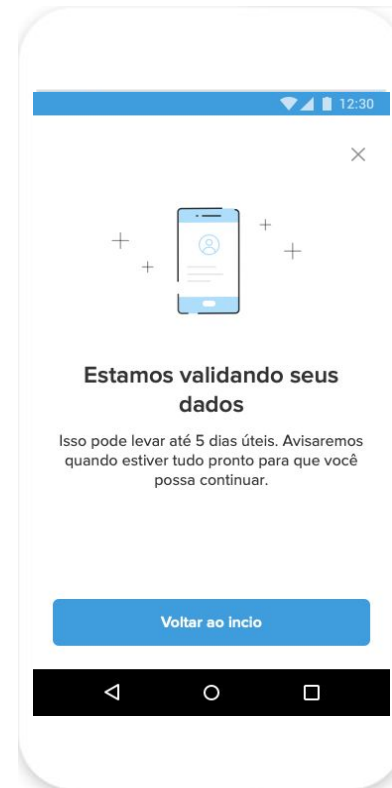 12:30
Estamos validando seus
dados
Isso pode levar até 5 dias úteis. Avisaremos
quando estiver tudo pronto para que você
possa continuar.
Voltar ao incio